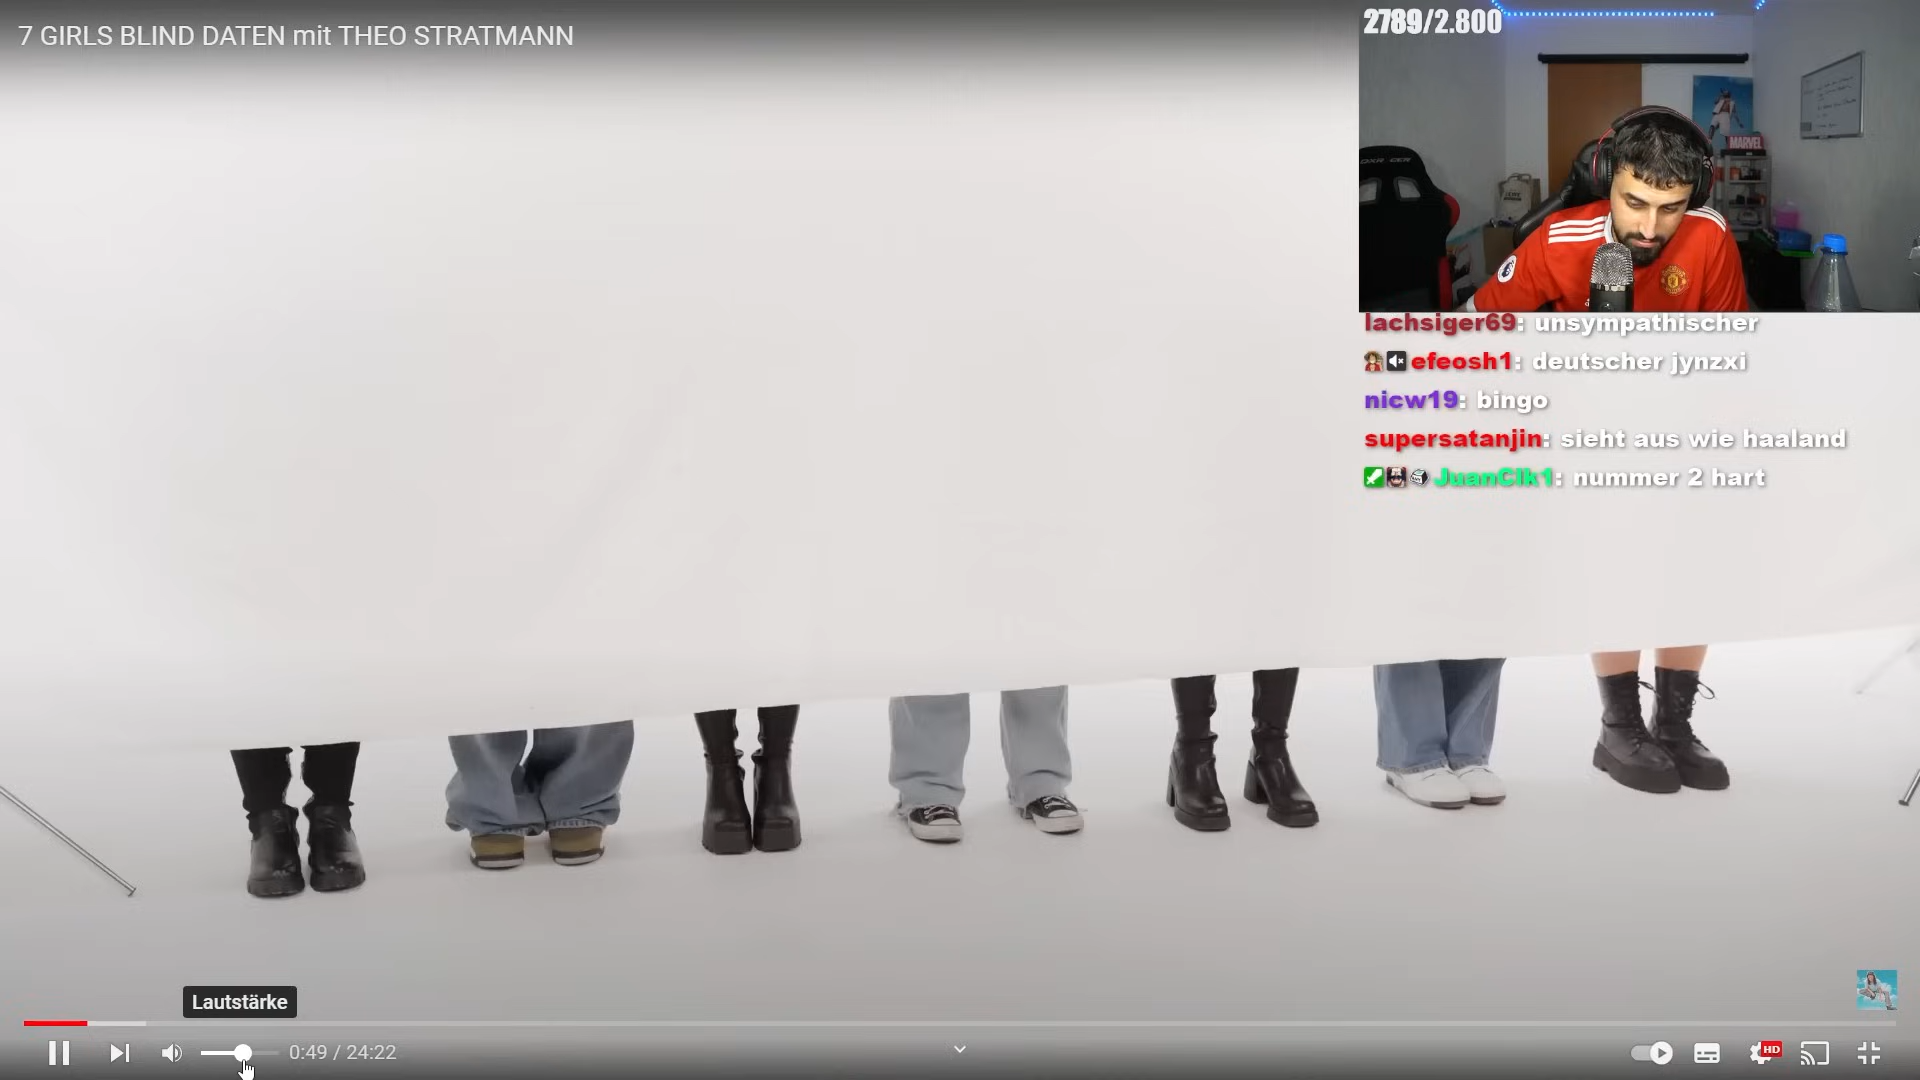 7 GIRLS BLIND DATEN mit THEO STRATMANN
2789/2.800
MARVEL
lachsiger69: unsympathischer
efeosh1: deutscher jynzxi
nicw19: bingo
supersatanjin: sieht aus wie haaland
JuanClk1: nummer 2 hart
Lautstärke
0:49 / 24:22
HD